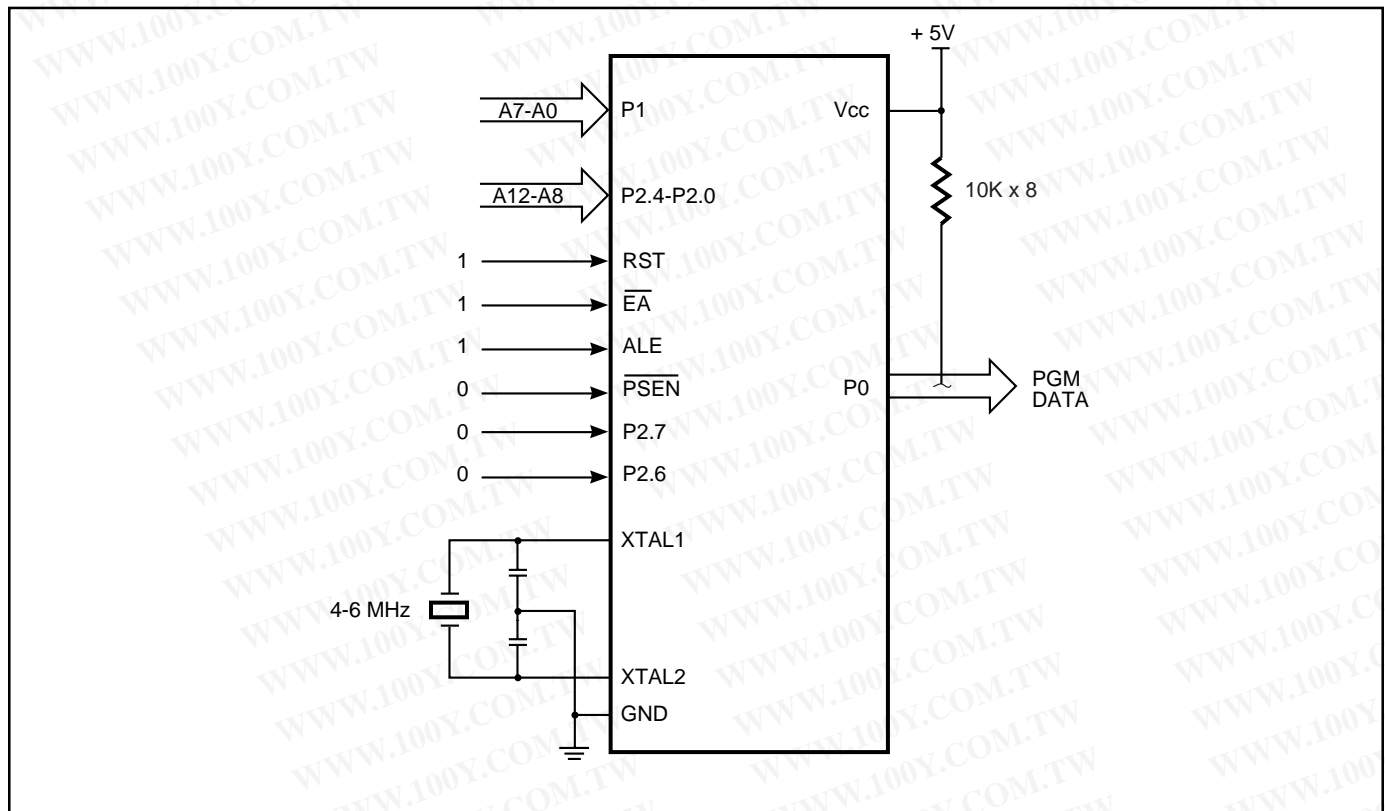 + 5V
A7-A0
P1
Vcc
A12-A8
P2.4-P2.0
10K x 8
1
RST
1
EA
1
ALE
0
PSEN
P0
PGM
DATA
0
P2.7
0
P2.6
XTAL1
4-6 MHz
XTAL2
GND
WWW.100Y.COM.TW